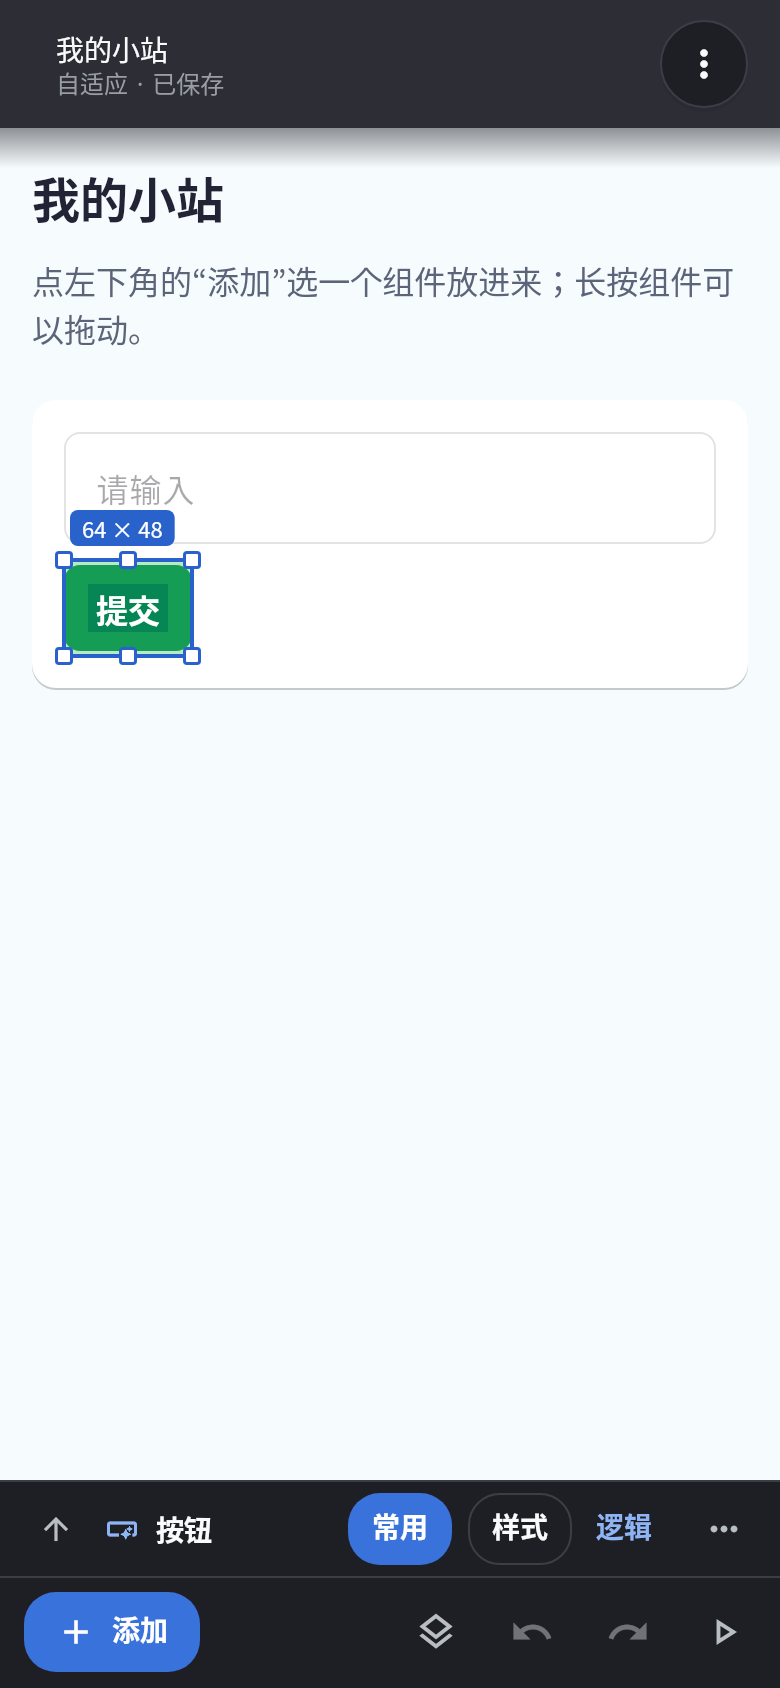 我的小站
自适应 · 已保存
我的小站
点左下角的“添加”选一个组件放进来；长按组件可
以拖动。
请输入
64 × 48
提交
按钮
常用
样式
逻辑
添加